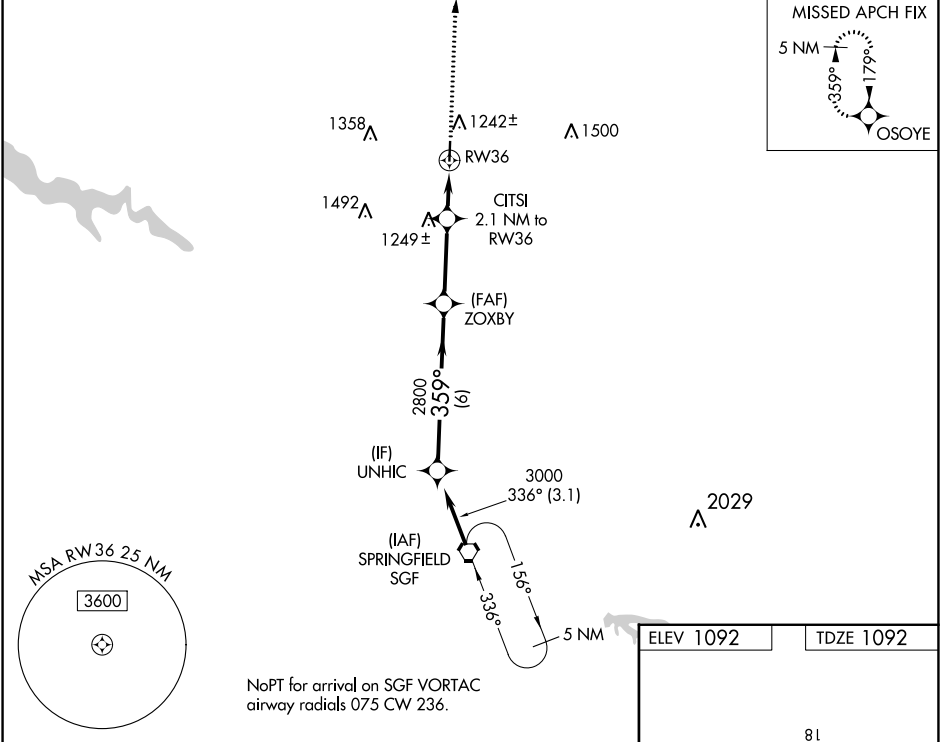 MISSED APCH FIX
5 NM
359°
179°
OSOYE
1358
1242±
1500
RW36
1492
1249±
CITSI
2.1 NM to
RW36
(FAF)
ZOXBY
2800
359°
(6)
(IF)
UNHIC
3000
336° (3.1)
2029
(IAF)
SPRINGFIELD
SGF
156°
336°
5 NM
MSA RW36 25 NM
3600
NoPT for arrival on SGF VORTAC
airway radials 075 CW 236.
ELEV 1092
TDZE 1092
18